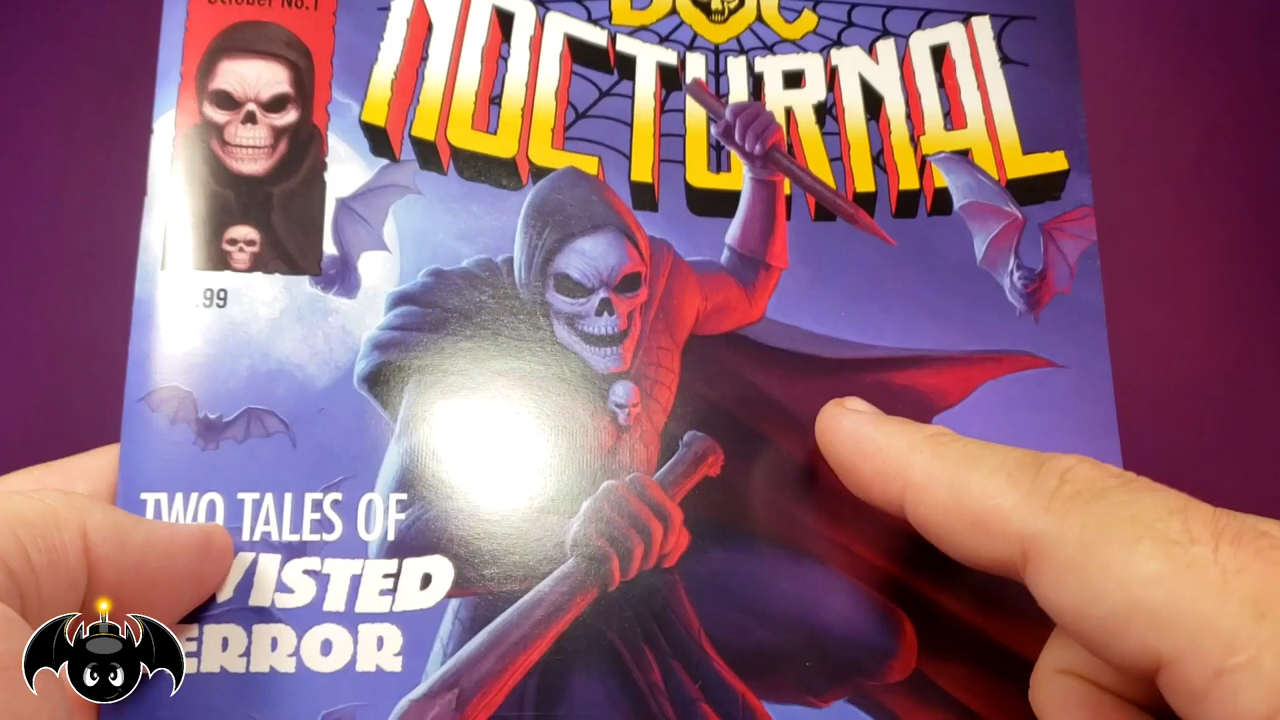 October No.1
DOC
NOCTURNAL
.99
TWO TALES OF
TWISTED
TERROR